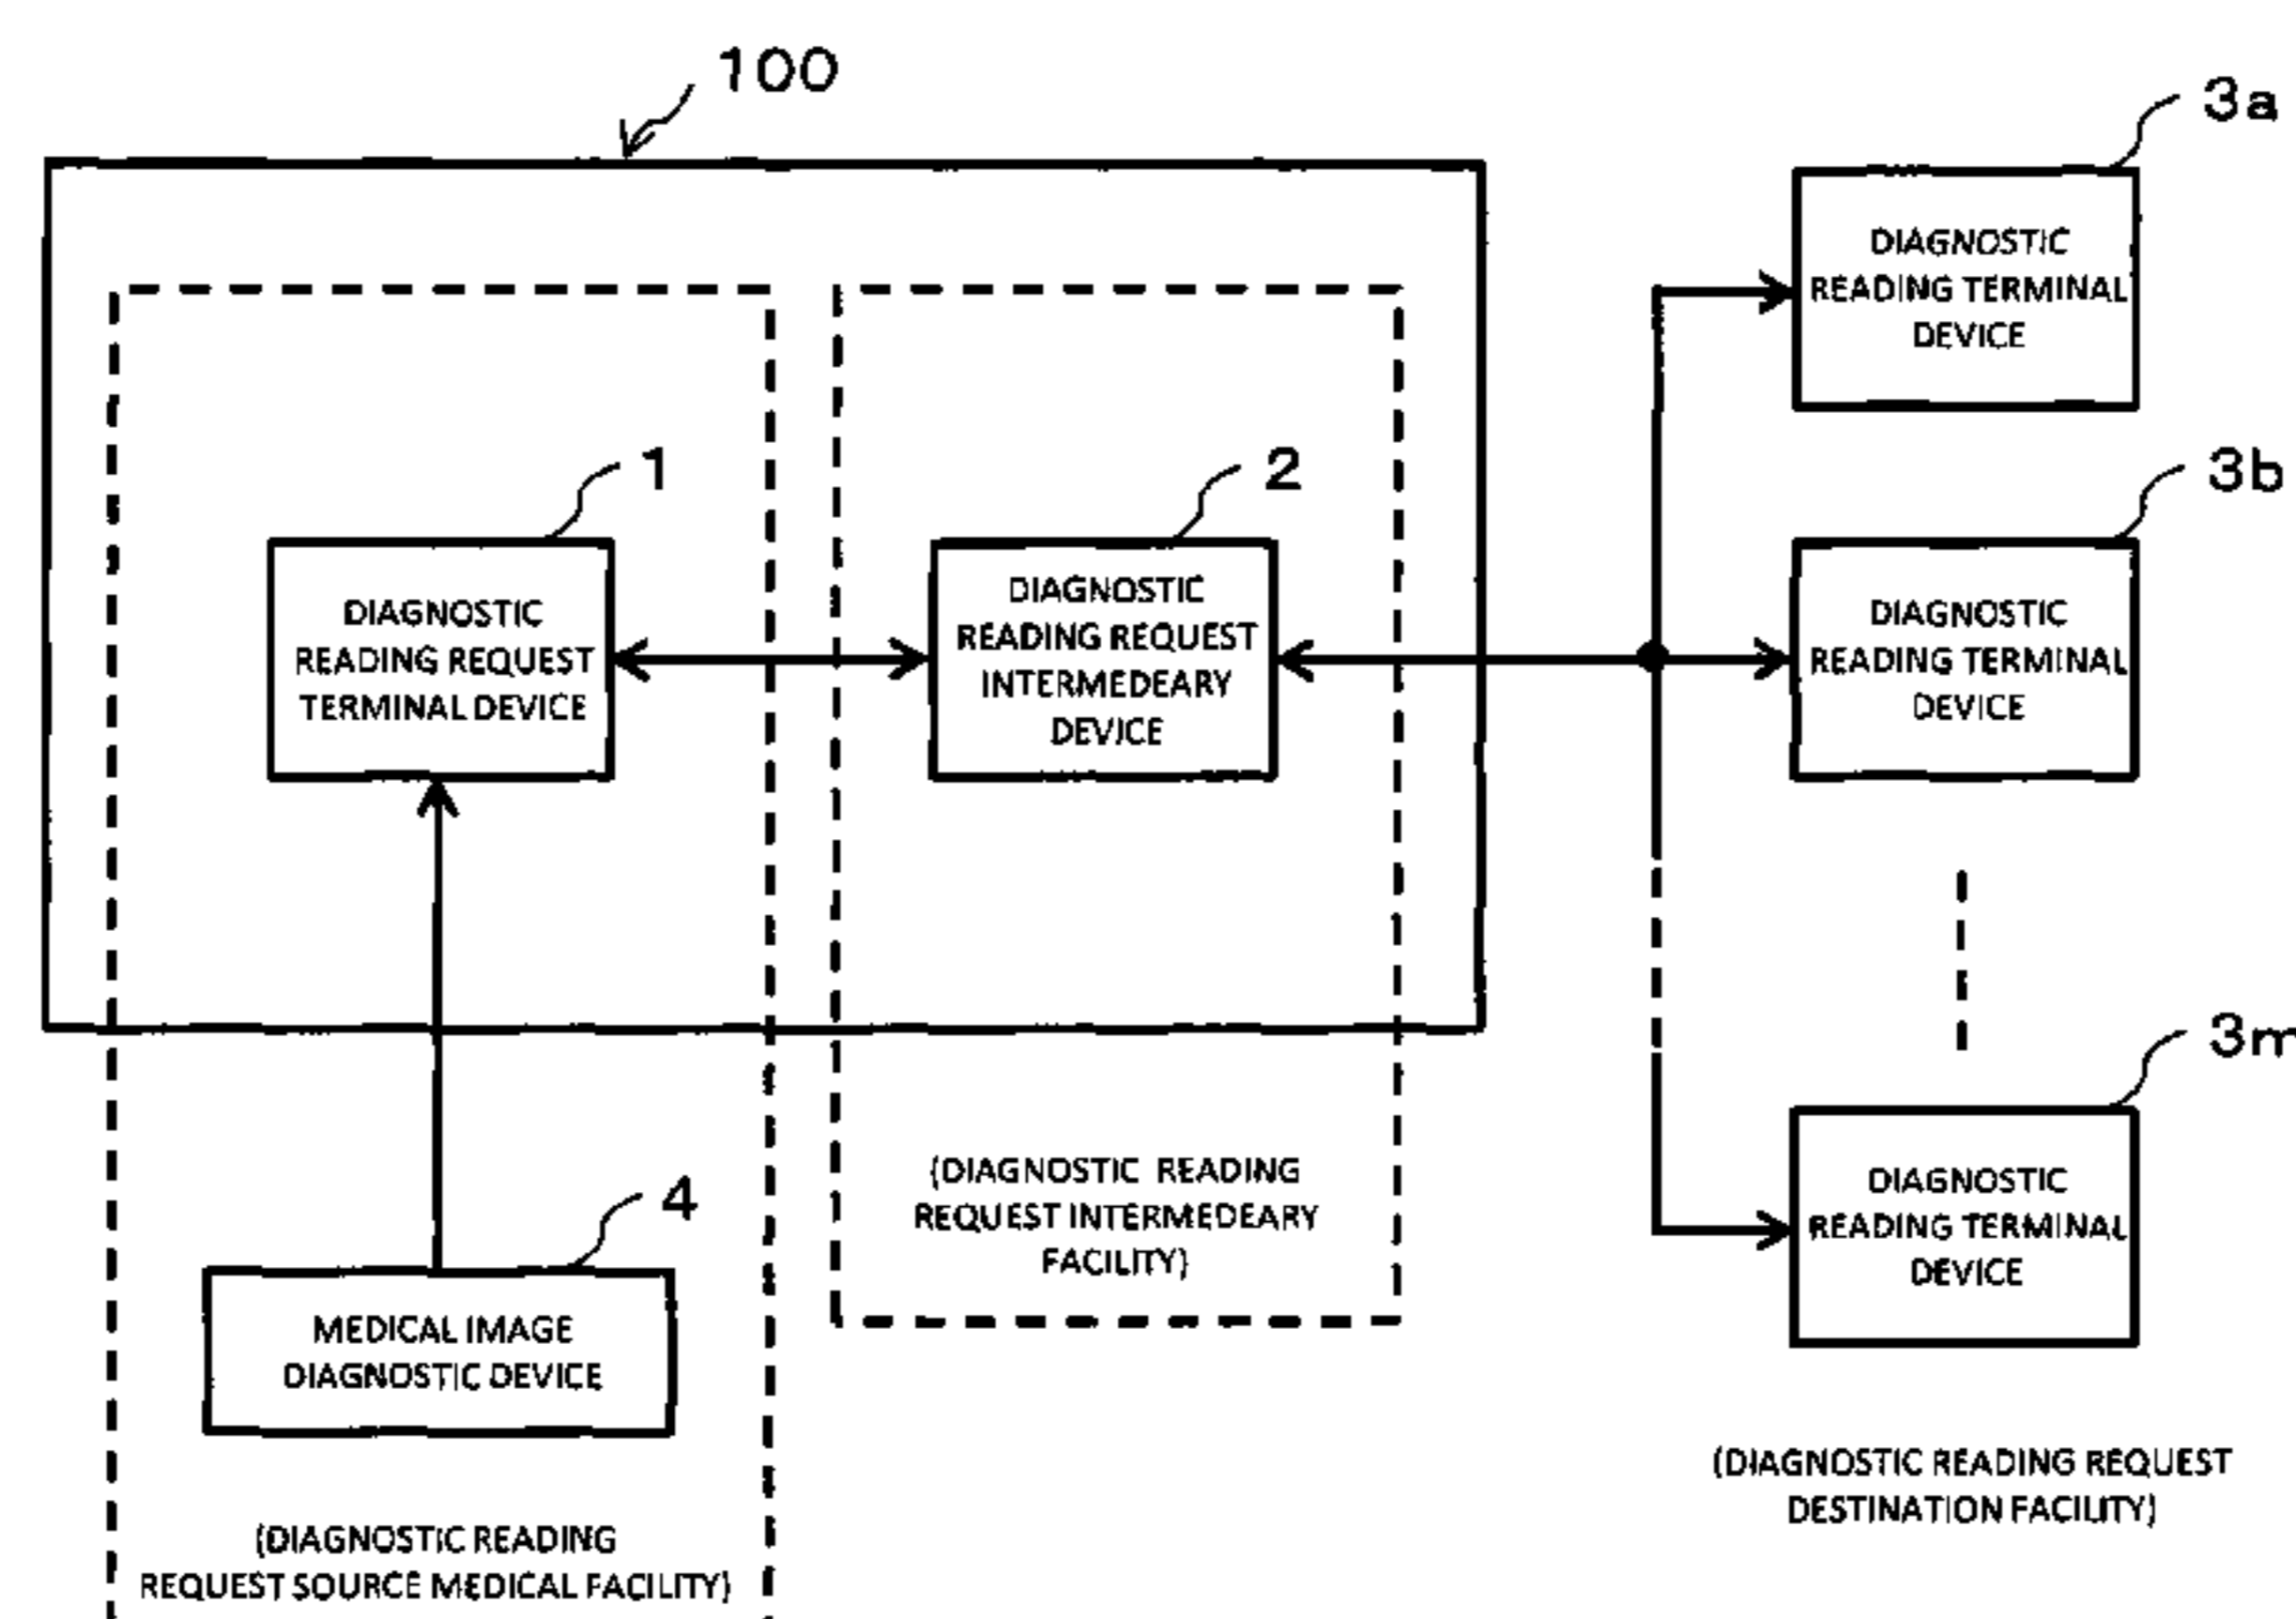 100
3a
DIAGNOSTIC
READING TERMINAL
DEVICE
1
2
3b
DIAGNOSTIC
READING REQUEST
TERMINAL DEVICE
DIAGNOSTIC
READING REQUEST
INTERMEDEARY
DEVICE
DIAGNOSTIC
READING TERMINAL
DEVICE
3m
DIAGNOSTIC
READING TERMINAL
DEVICE
(DIAGNOSTIC READING
REQUEST INTERMEDEARY
FACILITY)
4
MEDICAL IMAGE
DIAGNOSTIC DEVICE
(DIAGNOSTIC READING REQUEST
DESTINATION FACILITY)
(DIAGNOSTIC READING
REQUEST SOURCE MEDICAL FACILITY)